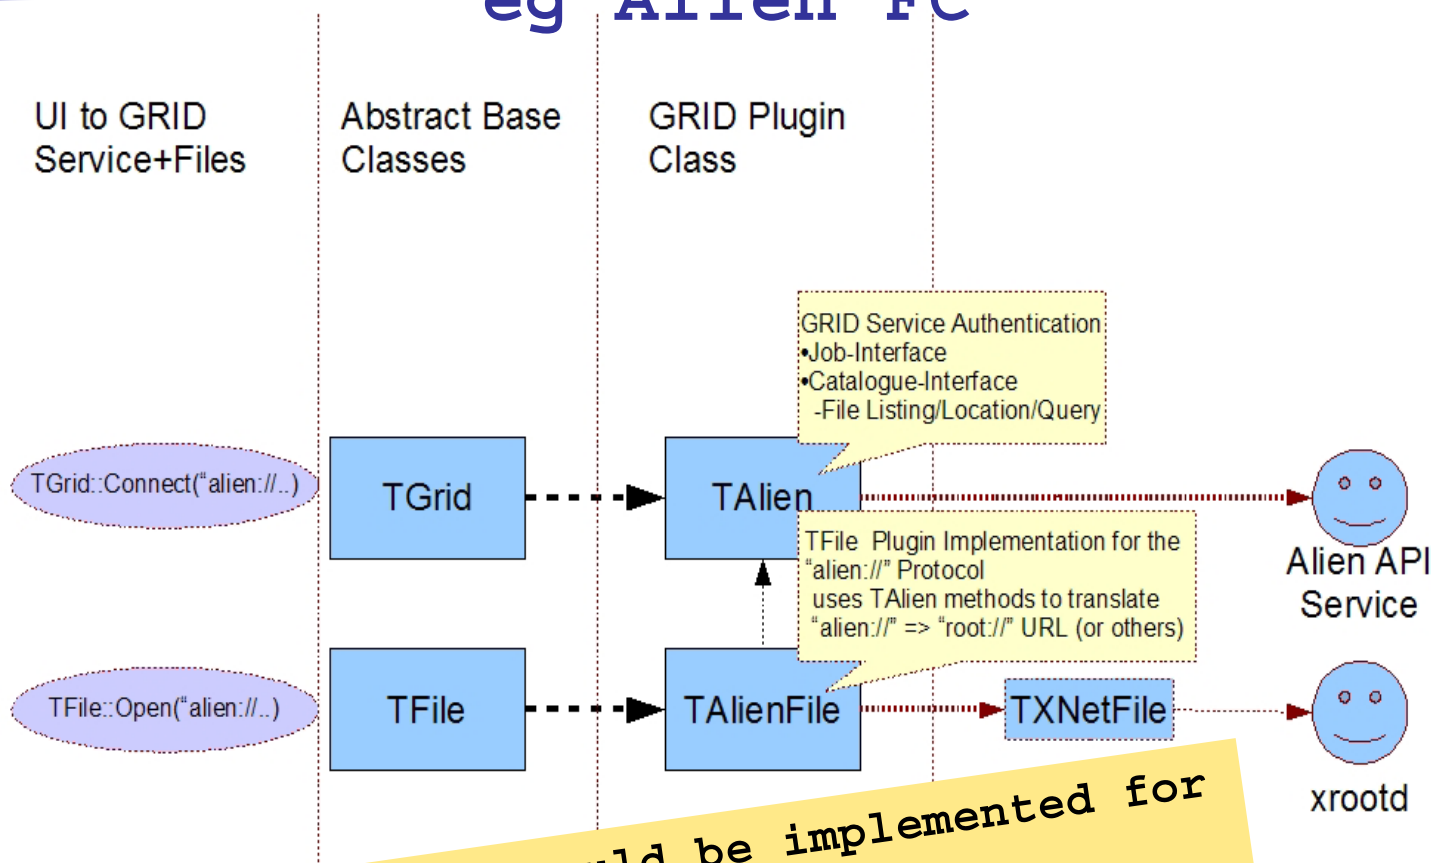 eg Alien FC
UI to GRID
Service+Files
Abstract Base
Classes
GRID Plugin
Class
GRID Service Authentication
•Job-Interface
•Catalogue-Interface
-File Listing/Location/Query
TGrid::Connect(“alien://..)
TGrid
TAlien
Alien API
Service
TFile Plugin Implementation for the
“alien://” Protocol
uses TAlien methods to translate
“alien://” => “root://” URL (or others)
TFile::Open(“alien://..)
TFile
TAlienFile
TXNetFile
xrootd
be implemented for